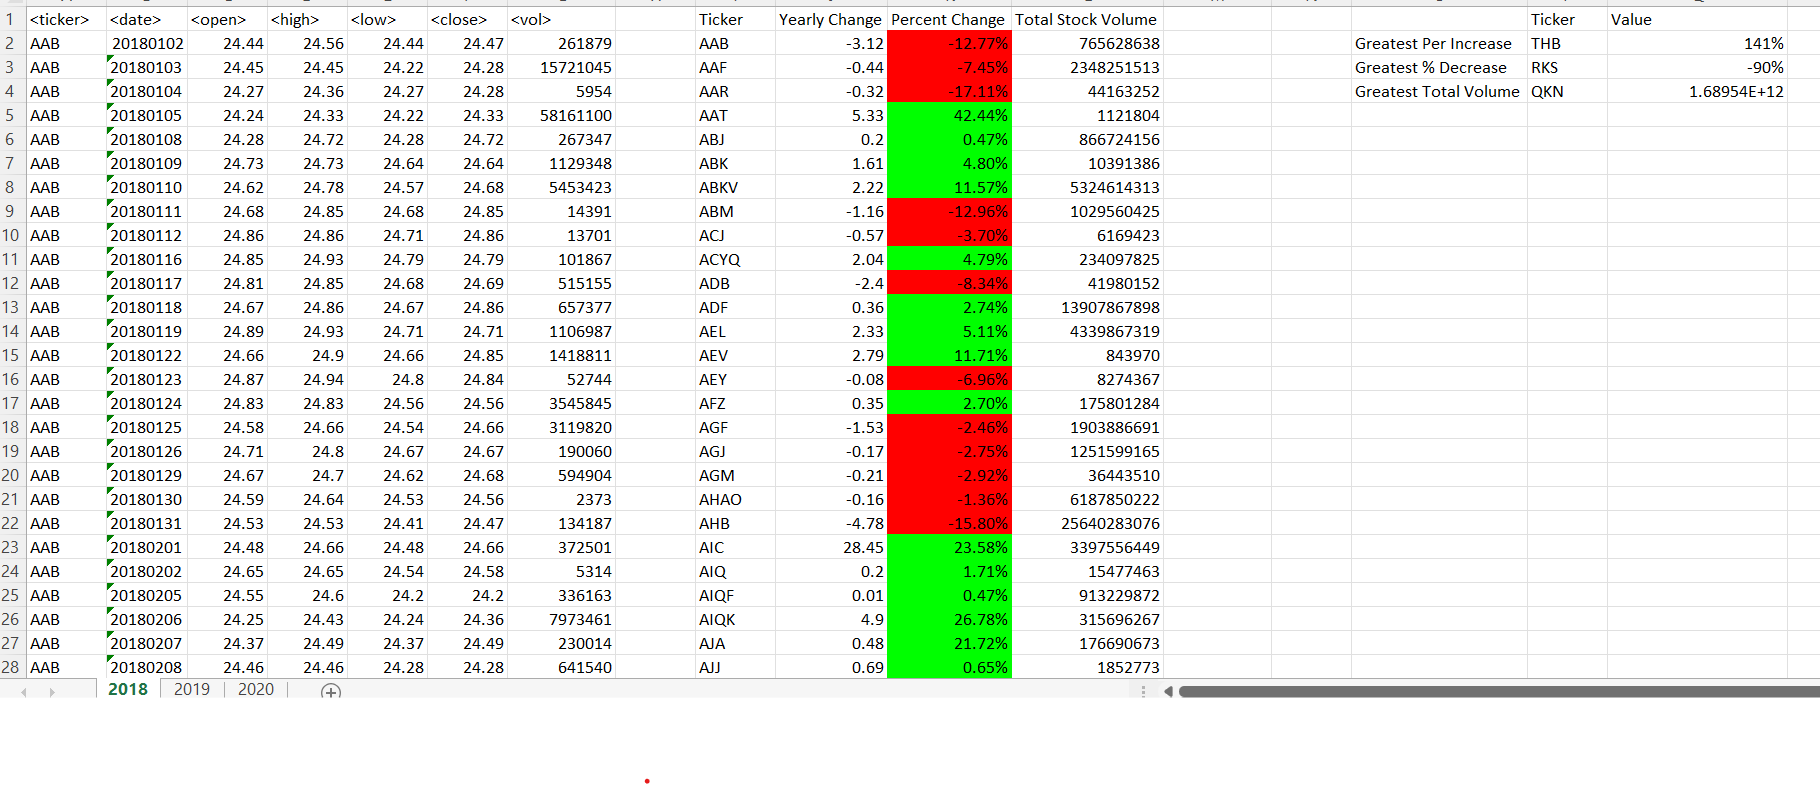 1 <ticker> <date> <open> <high> <low> <close> <vol> Ticker Yearly Change Percent Change Total Stock Volume Ticker Value
2 AAB 20180102 24.44 24.56 24.44 24.47 261879 AAB -3.12 -12.77% 765628638 Greatest Per Increase THB 141%
3 AAB 20180103 24.45 24.45 24.22 24.28 15721045 AAF -0.44 -7.45% 2348251513 Greatest % Decrease RKS -90%
4 AAB 20180104 24.27 24.36 24.27 24.28 5954 AAR -0.32 -17.11% 44163252 Greatest Total Volume QKN 1.68954E+12
5 AAB 20180105 24.24 24.33 24.22 24.33 58161100 AAT 5.33 42.44% 1121804
6 AAB 20180108 24.28 24.72 24.28 24.72 267347 ABJ 0.2 0.47% 866724156
7 AAB 20180109 24.73 24.73 24.64 24.64 1129348 ABK 1.61 4.80% 10391386
8 AAB 20180110 24.62 24.78 24.57 24.68 5453423 ABKV 2.22 11.57% 5324614313
9 AAB 20180111 24.68 24.85 24.68 24.85 14391 ABM -1.16 -12.96% 1029560425
10 AAB 20180112 24.86 24.86 24.71 24.86 13701 ACJ -0.57 -3.70% 6169423
11 AAB 20180116 24.85 24.93 24.79 24.79 101867 ACYQ 2.04 4.79% 234097825
12 AAB 20180117 24.81 24.85 24.68 24.69 515155 ADB -2.4 -8.34% 41980152
13 AAB 20180118 24.67 24.86 24.67 24.86 657377 ADF 0.36 2.74% 13907867898
14 AAB 20180119 24.89 24.93 24.71 24.71 1106987 AEL 2.33 5.11% 4339867319
15 AAB 20180122 24.66 24.9 24.66 24.85 1418811 AEV 2.79 11.71% 843970
16 AAB 20180123 24.87 24.94 24.8 24.84 52744 AEY -0.08 -6.96% 8274367
17 AAB 20180124 24.83 24.83 24.56 24.56 3545845 AFZ 0.35 2.70% 175801284
18 AAB 20180125 24.58 24.66 24.54 24.66 3119820 AGF -1.53 -2.46% 1903886691
19 AAB 20180126 24.71 24.8 24.67 24.67 190060 AGJ -0.17 -2.75% 1251599165
20 AAB 20180129 24.67 24.7 24.62 24.68 594904 AGM -0.21 -2.92% 36443510
21 AAB 20180130 24.59 24.64 24.53 24.56 2373 AHAO -0.16 -1.36% 6187850222
22 AAB 20180131 24.53 24.53 24.41 24.47 134187 AHB -4.78 -15.80% 25640283076
23 AAB 20180201 24.48 24.66 24.48 24.66 372501 AIC 28.45 23.58% 3397556449
24 AAB 20180202 24.65 24.65 24.54 24.58 5314 AIQ 0.2 1.71% 15477463
25 AAB 20180205 24.55 24.6 24.2 24.2 336163 AIQF 0.01 0.47% 913229872
26 AAB 20180206 24.25 24.43 24.24 24.36 7973461 AIQK 4.9 26.78% 315696267
27 AAB 20180207 24.37 24.49 24.37 24.49 230014 AJA 0.48 21.72% 176690673
28 AAB 20180208 24.46 24.46 24.28 24.28 641540 AJJ 0.69 0.65% 1852773
2018 2019 2020